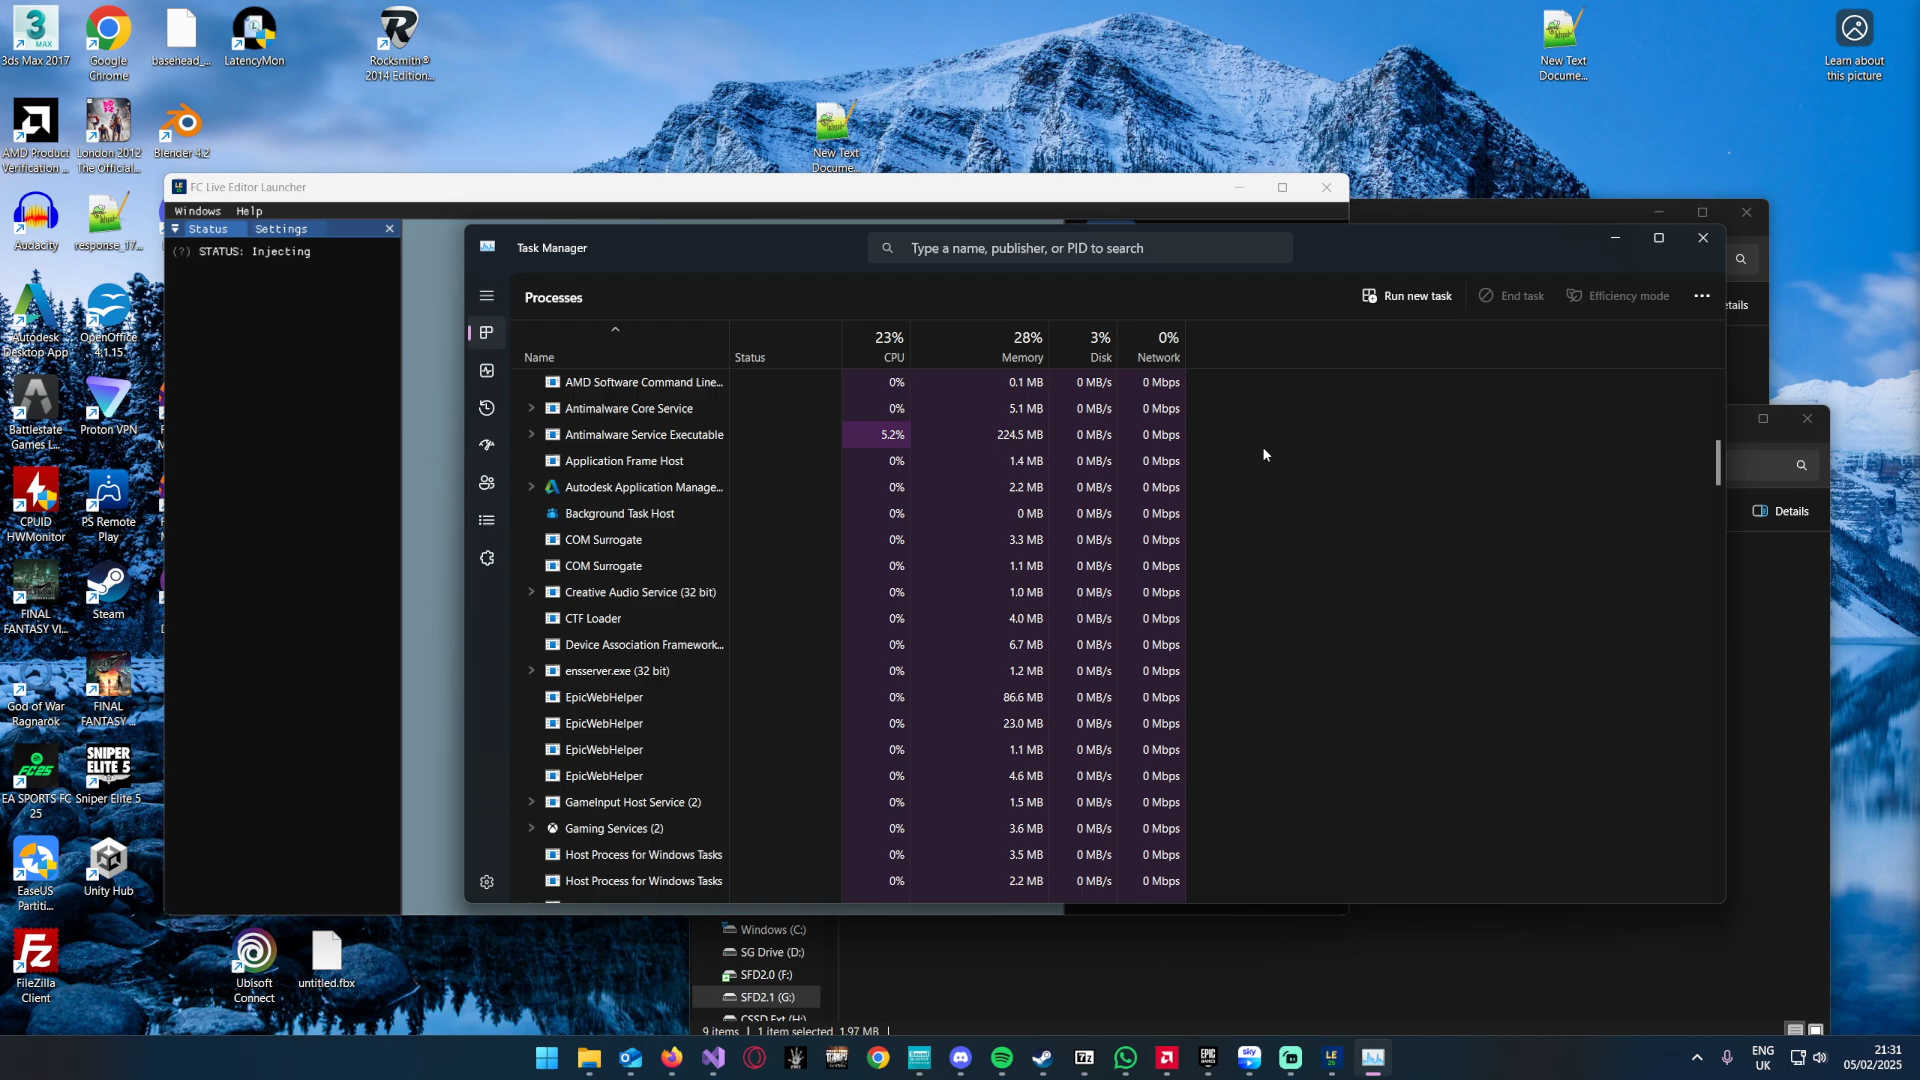 3ds Max 2017
Google
Chrome
basehead_...
LatencyMon
Rocksmith®
2014 Edition...
New Text
Docume...
Learn about
this picture
AMD Product
Verification ...
London 2012
The Official...
Blender 4.2
New Text
Docume...
Audacity
response_17...
Autodesk
Desktop App
OpenOffice
4.1.15
Battlestate
Games L...
Proton VPN
CPUID
HWMonitor
PS Remote
Play
FINAL
FANTASY VI...
Steam
God of War
Ragnarök
FINAL
FANTASY ...
EA SPORTS FC
25
Sniper Elite 5
EaseUS
Partiti...
Unity Hub
FileZilla
Client
Ubisoft
Connect
untitled.fbx
FC Live Editor Launcher
Windows Help
Status Settings
(?) STATUS: Injecting
Task Manager
Type a name, publisher, or PID to search
Processes
Run new task
End task
Efficiency mode
23% 28% 3% 0%
Name Status CPU Memory Disk Network
AMD Software Command Line... 0% 0.1 MB 0 MB/s 0 Mbps
Antimalware Core Service 0% 5.1 MB 0 MB/s 0 Mbps
Antimalware Service Executable 5.2% 224.5 MB 0 MB/s 0 Mbps
Application Frame Host 0% 1.4 MB 0 MB/s 0 Mbps
Autodesk Application Manage... 0% 2.2 MB 0 MB/s 0 Mbps
Background Task Host 0% 0 MB 0 MB/s 0 Mbps
COM Surrogate 0% 3.3 MB 0 MB/s 0 Mbps
COM Surrogate 0% 1.1 MB 0 MB/s 0 Mbps
Creative Audio Service (32 bit) 0% 1.0 MB 0 MB/s 0 Mbps
CTF Loader 0% 4.0 MB 0 MB/s 0 Mbps
Device Association Framework... 0% 6.7 MB 0 MB/s 0 Mbps
ensserver.exe (32 bit) 0% 1.2 MB 0 MB/s 0 Mbps
EpicWebHelper 0% 86.6 MB 0 MB/s 0 Mbps
EpicWebHelper 0% 23.0 MB 0 MB/s 0 Mbps
EpicWebHelper 0% 1.1 MB 0 MB/s 0 Mbps
EpicWebHelper 0% 4.6 MB 0 MB/s 0 Mbps
GameInput Host Service (2) 0% 1.5 MB 0 MB/s 0 Mbps
Gaming Services (2) 0% 3.6 MB 0 MB/s 0 Mbps
Host Process for Windows Tasks 0% 3.5 MB 0 MB/s 0 Mbps
Host Process for Windows Tasks 0% 2.2 MB 0 MB/s 0 Mbps
tails
Details
Windows (C:)
SG Drive (D:)
SFD2.0 (F:)
SFD2.1 (G:)
CSSD Ext (H:)
9 items 1 item selected 1.97 MB
ENG
UK
21:31
05/02/2025